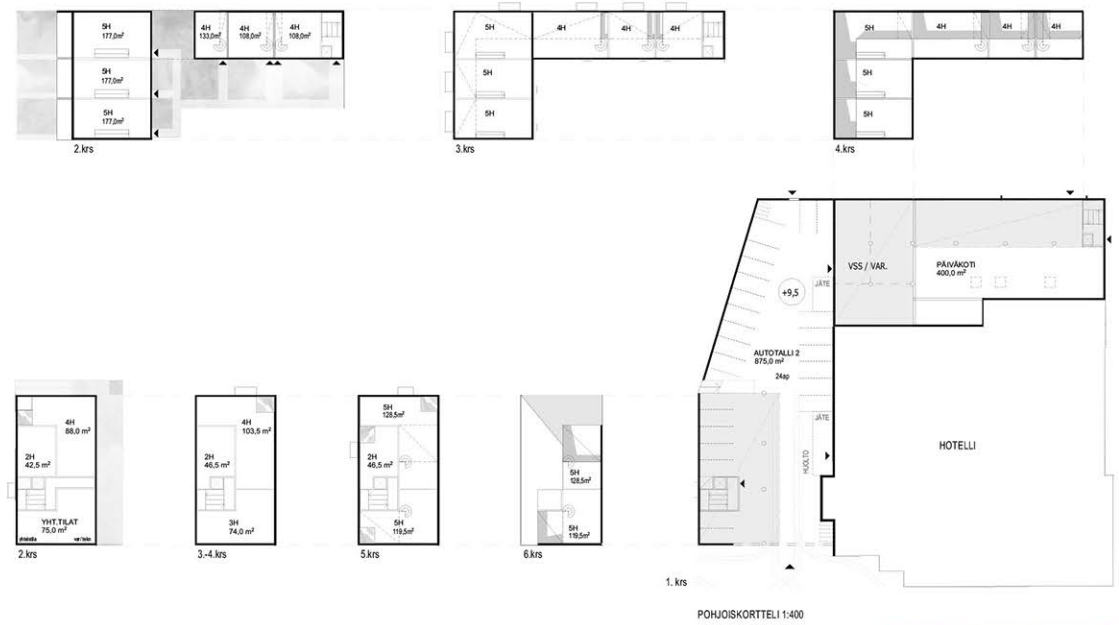 5H
177,0m²
4H
133,0m²
4H
108,0m²
4H
108,0m²
5H
177,0m²
5H
177,0m²
2.krs
5H
4H
4H
4H
5H
5H
3.krs
5H
4H
4H
4H
5H
5H
4.krs
VSS / VAR.
PÄIVÄKOTI
400,0 m²
JÄTE
+9,5
AUTOTALLI 2
875,0 m²
24ap
JÄTE
HUOLTO
HOTELLI
1. krs
4H
88,0 m²
2H
42,5 m²
YHT.TILAT
75,0 m²
2.krs
4H
103,5 m²
2H
46,5 m²
3H
74,0 m²
3.-4.krs
5H
128,5m²
2H
46,5 m²
5H
119,5m²
5.krs
5H
128,5m²
5H
119,5m²
6.krs
POHJOISKORTTELI 1:400